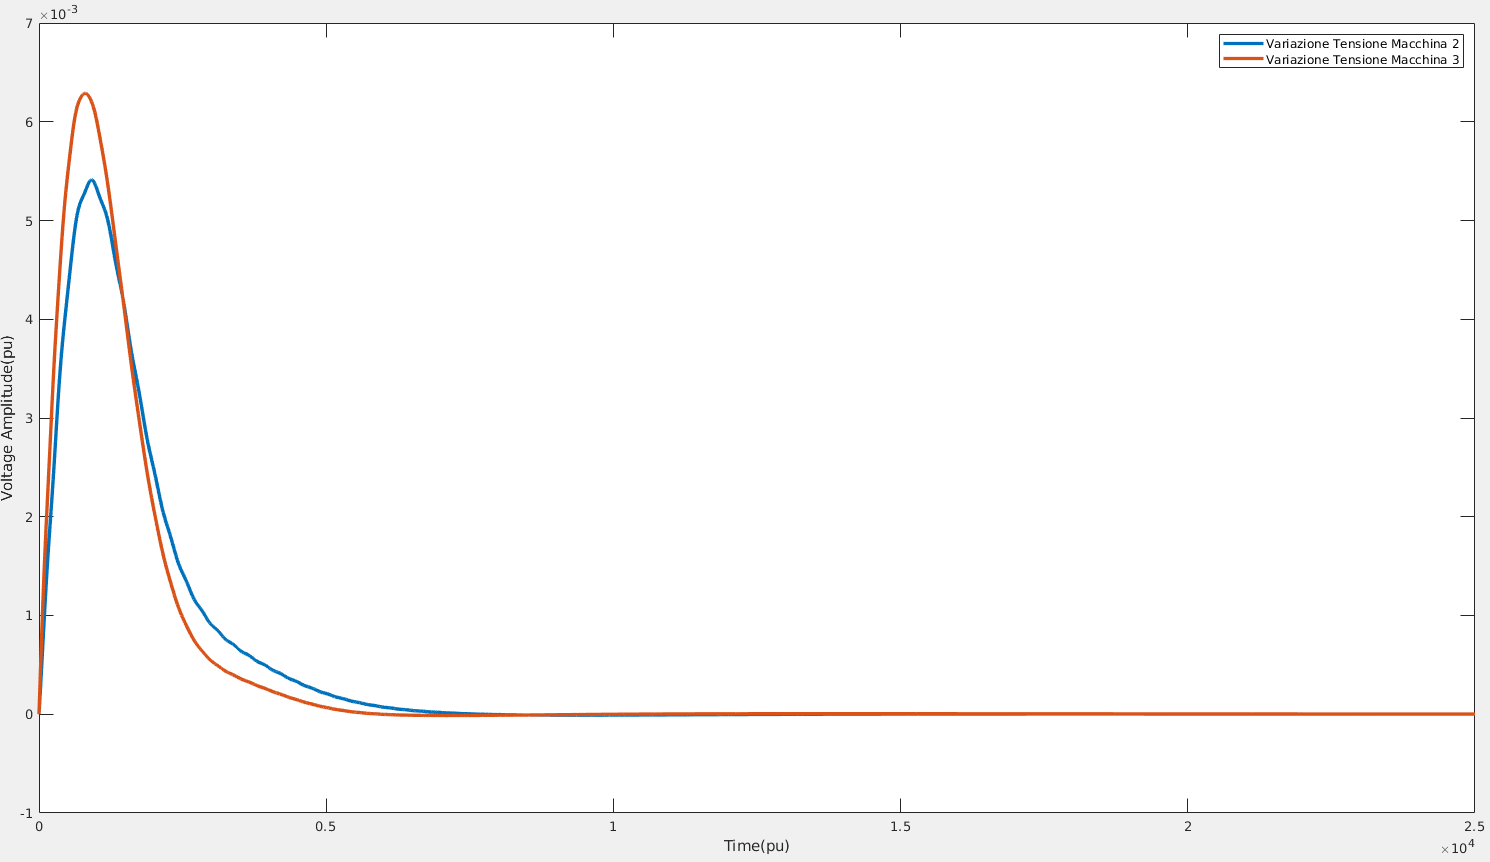 ×10-3
7
6
5
4
3
2
1
0
-1
Voltage Amplitude(pu)
Variazione Tensione Macchina 2
Variazione Tensione Macchina 3
0 0.5 1 1.5 2 2.5
×104
Time(pu)